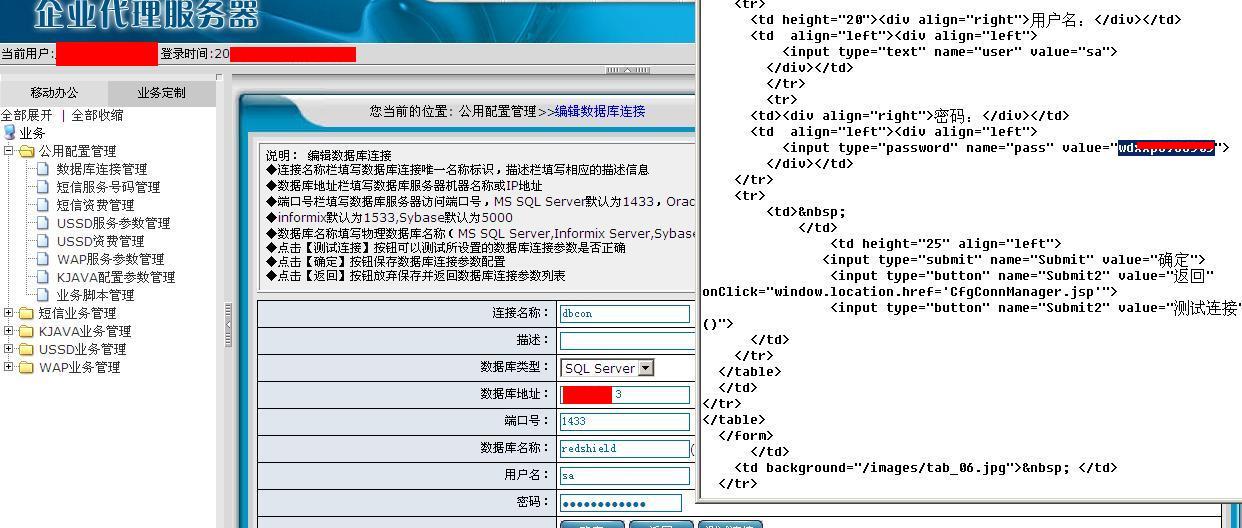 企业代理服务器
当前用户: 登录时间:20
移动办公 业务定制
全部展开 | 全部收缩
业务
公用配置管理
数据库连接管理
短信服务号码管理
短信资费管理
USSD服务参数管理
USSD资费管理
WAP服务参数管理
KJAVA配置参数管理
业务脚本管理
短信业务管理
KJAVA业务管理
USSD业务管理
WAP业务管理
您当前的位置: 公用配置管理>>编辑数据库连接
说明: 编辑数据库连接
◆连接名称栏填写数据库连接唯一名称标识，描述栏填写相应的描述信息
◆数据库地址栏填写数据库服务器机器名称或IP地址
◆端口号栏填写数据库服务器访问端口号，MS SQL Server默认为1433，Orac
◆informix默认为1533,Sybase默认为5000
◆数据库名称填写物理数据库名称（MS SQL Server,Informix Server,Sybase
◆点击【测试连接】按钮可以测试所设置的数据库连接参数是否正确
◆点击【确定】按钮保存数据库连接参数配置
◆点击【返回】按钮放弃保存并返回数据库连接参数列表
连接名称： dbcon
描述：
数据库类型： SQL Server
数据库地址： 3
端口号： 1433
数据库名称： redshield (
用户名： sa
密码： ●●●●●●●●●●●●
<tr>
<td height="20"><div align="right">用户名：</div></td>
<td  align="left"><div align="left">
<input type="text" name="user" value="sa">
</div></td>
</tr>
<tr>
<td><div align="right">密码：</div></td>
<td  align="left"><div align="left">
<input type="password" name="pass" value="">
</div></td>
</tr>
<tr>
<td>&nbsp;
</td>
<td height="25" align="left">
<input type="submit" name="Submit" value="确定">
<input type="button" name="Submit2" value="返回"
onClick="window.location.href='CfgConnManager.jsp'">
<input type="button" name="Submit2" value="测试连接"
()">
</td>
</tr>
</table>
</td>
</tr>
</table>
</form>
</td>
<td background="/images/tab_06.jpg">&nbsp; </td>
</tr>